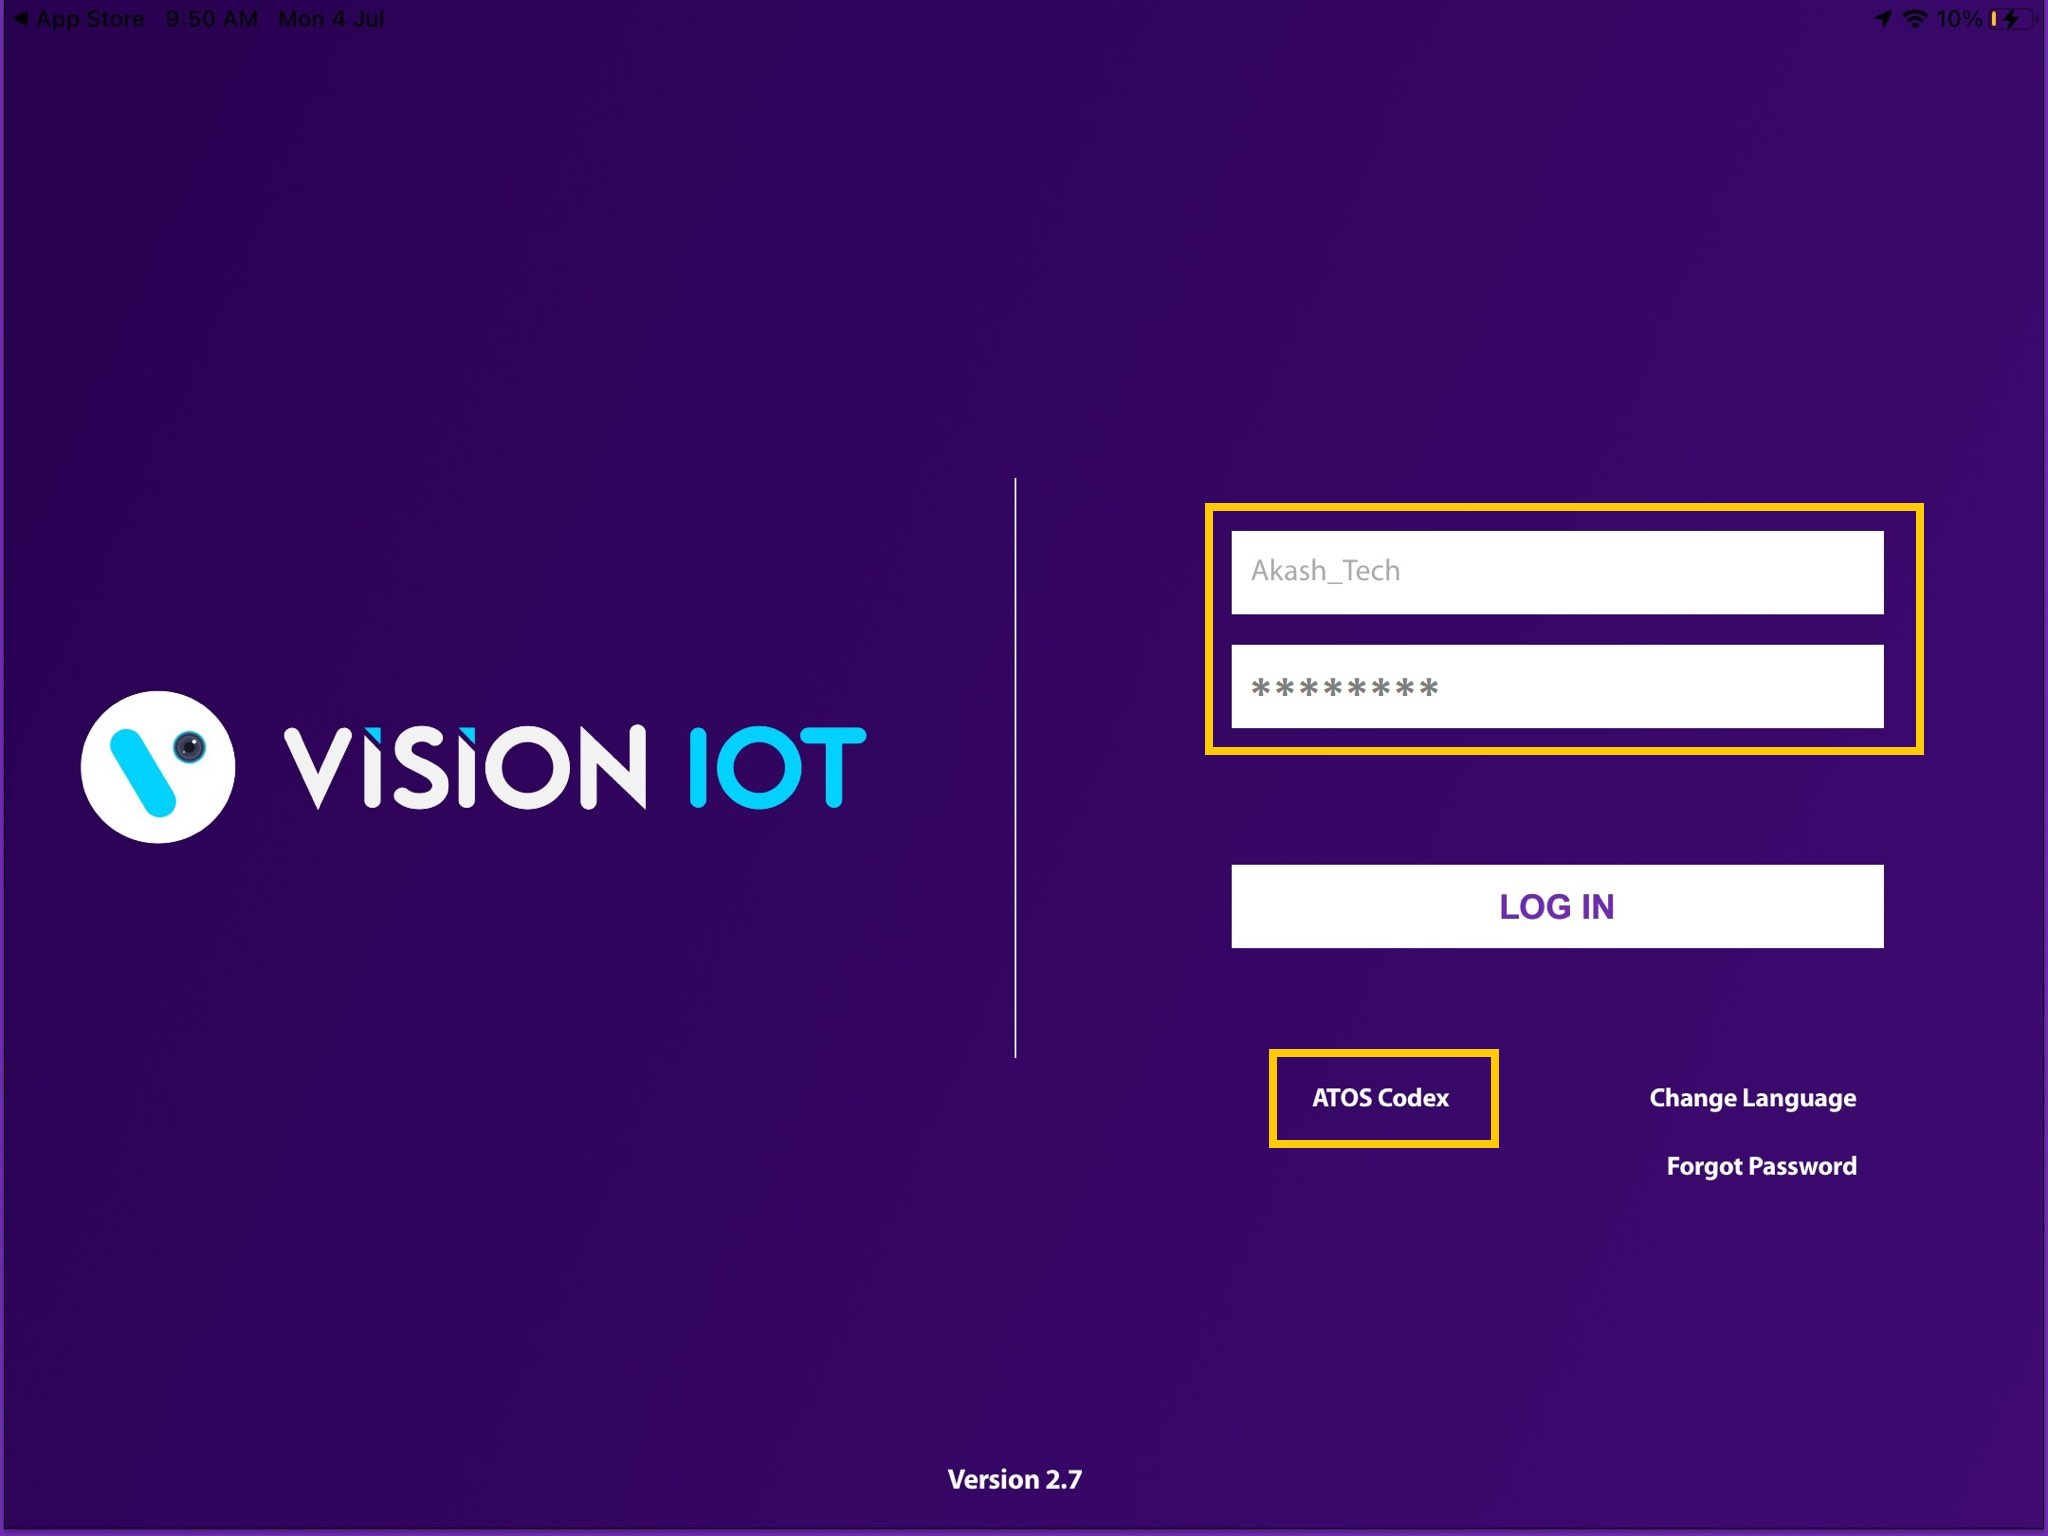 App Store 9:50 AM Mon 4 Jul 10%
Akash_Tech
********
VISION IOT
LOG IN
ATOS Codex
Change Language
Forgot Password
Version 2.7